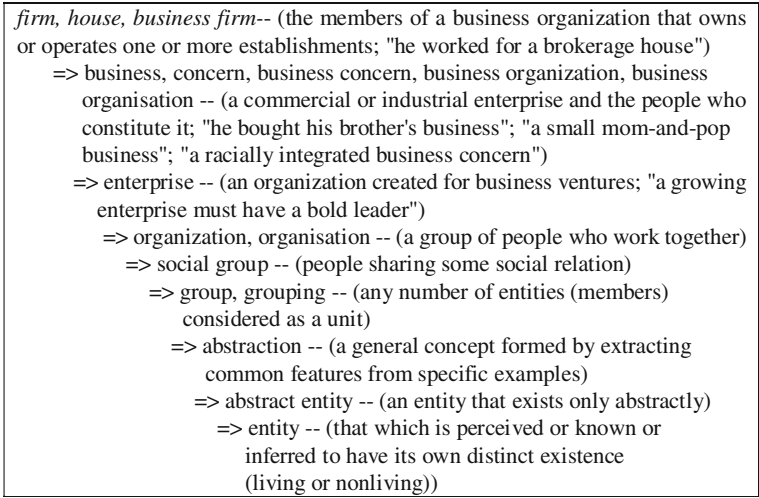 firm, house, business firm-- (the members of a business organization that owns
or operates one or more establishments; "he worked for a brokerage house")
=> business, concern, business concern, business organization, business
organisation -- (a commercial or industrial enterprise and the people who
constitute it; "he bought his brother's business"; "a small mom-and-pop
business"; "a racially integrated business concern")
=> enterprise -- (an organization created for business ventures; "a growing
enterprise must have a bold leader")
=> organization, organisation -- (a group of people who work together)
=> social group -- (people sharing some social relation)
=> group, grouping -- (any number of entities (members)
considered as a unit)
=> abstraction -- (a general concept formed by extracting
common features from specific examples)
=> abstract entity -- (an entity that exists only abstractly)
=> entity -- (that which is perceived or known or
inferred to have its own distinct existence
(living or nonliving))